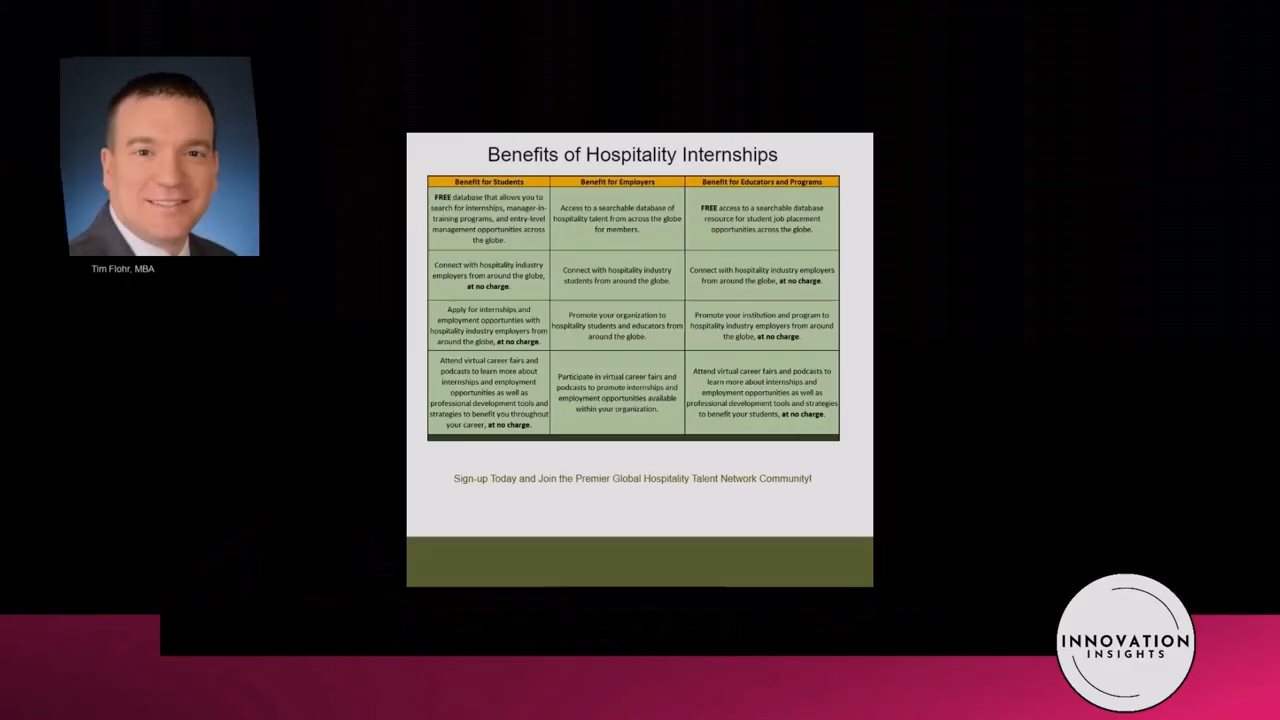 Tim Flohr, MBA
Benefits of Hospitality Internships
Benefit for Students
Benefit for Employers
Benefit for Educators and Programs
FREE database that allows you to
search for internships, manager-in-
training programs, and entry-level
management opportunities across
the globe.
Access to a searchable database of
hospitality talent from across the globe
for members.
FREE access to a searchable database
resource for student job placement
opportunities across the globe.
Connect with hospitality industry
employers from around the globe,
at no charge.
Connect with hospitality industry
students from around the globe.
Connect with hospitality industry employers
from around the globe, at no charge.
Apply for internships and
employment opportunties with
hospitality industry employers from
around the globe, at no charge.
Promote your organization to
hospitality students and educators from
around the globe.
Promote your institution and program to
hospitality industry employers from around
the globe, at no charge.
Attend virtual career fairs and
podcasts to learn more about
internships and employment
opportunities as well as
professional development tools and
strategies to benefit you throughout
your career, at no charge.
Participate in virtual career fairs and
podcasts to promote internships and
employment opportunities available
within your organization.
Attend virtual career fairs and podcasts to
learn more about internships and
employment opportunities as well as
professional development tools and strategies
to benefit your students, at no charge.
Sign-up Today and Join the Premier Global Hospitality Talent Network Community!
INNOVATION
INSIGHTS